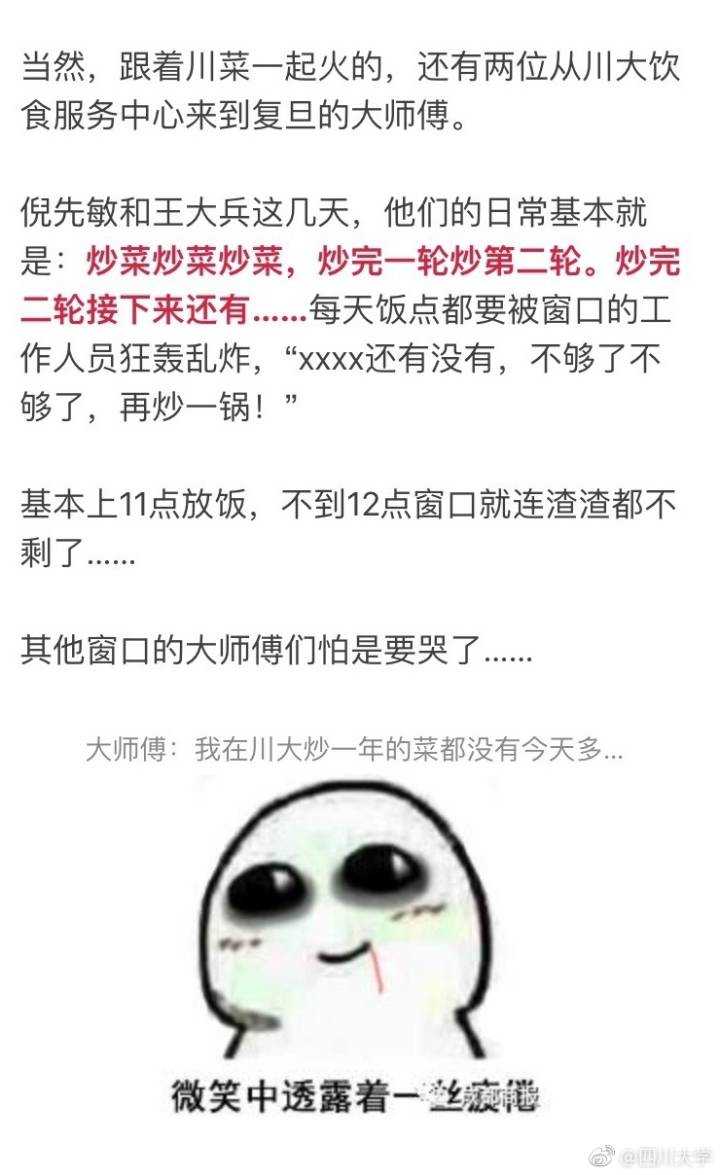 当然，跟着川菜一起火的，还有两位从川大饮
食服务中心来到复旦的大师傅。
倪先敏和王大兵这几天，他们的日常基本就
是：炒菜炒菜炒菜，炒完一轮炒第二轮。炒完
二轮接下来还有……每天饭点都要被窗口的工
作人员狂轰乱炸，“xxxx还有没有，不够了不
够了，再炒一锅！”
基本上11点放饭，不到12点窗口就连渣渣都不
剩了……
其他窗口的大师傅们怕是要哭了……
大师傅：我在川大炒一年的菜都没有今天多...
微笑中透露着一丝疲倦
成都商报
@四川大学